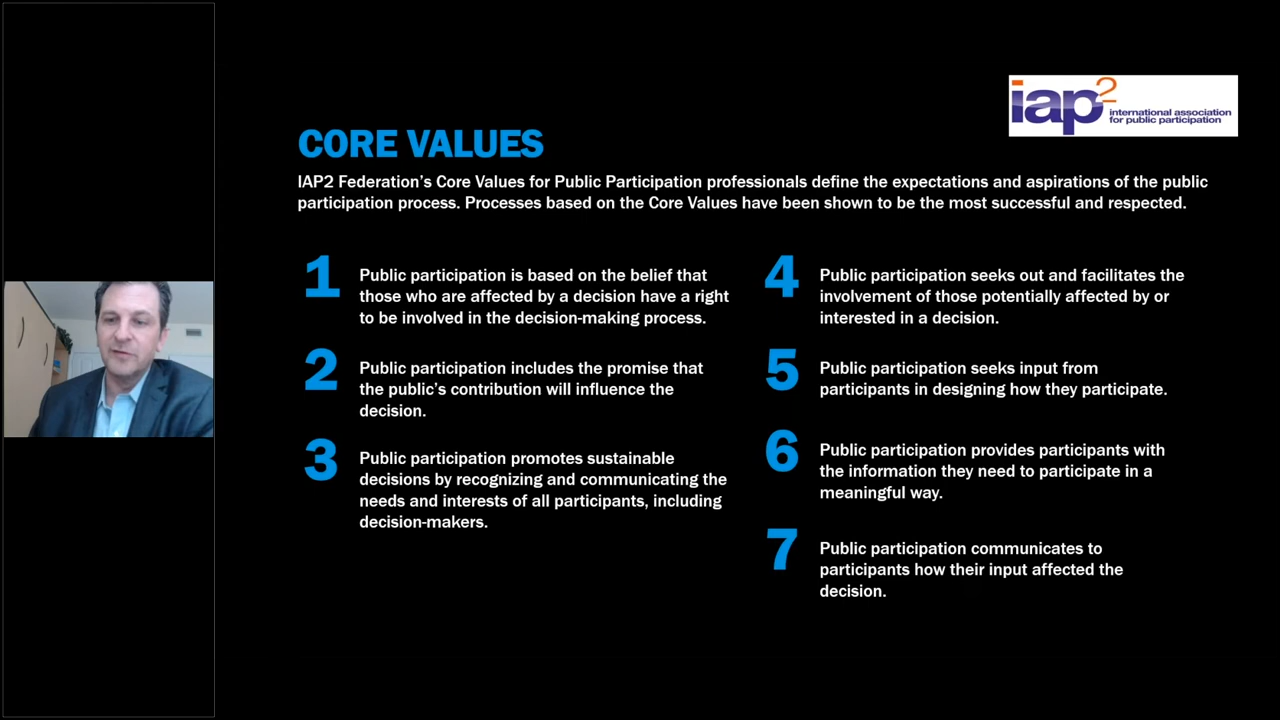 iap2
international association
for public participation
CORE VALUES
IAP2 Federation's Core Values for Public Participation professionals define the expectations and aspirations of the public
participation process. Processes based on the Core Values have been shown to be the most successful and respected.
1
Public participation is based on the belief that
those who are affected by a decision have a right
to be involved in the decision-making process.
2
Public participation includes the promise that
the public's contribution will influence the
decision.
3
Public participation promotes sustainable
decisions by recognizing and communicating the
needs and interests of all participants, including
decision-makers.
4
Public participation seeks out and facilitates the
involvement of those potentially affected by or
interested in a decision.
5
Public participation seeks input from
participants in designing how they participate.
6
Public participation provides participants with
the information they need to participate in a
meaningful way.
7
Public participation communicates to
participants how their input affected the
decision.